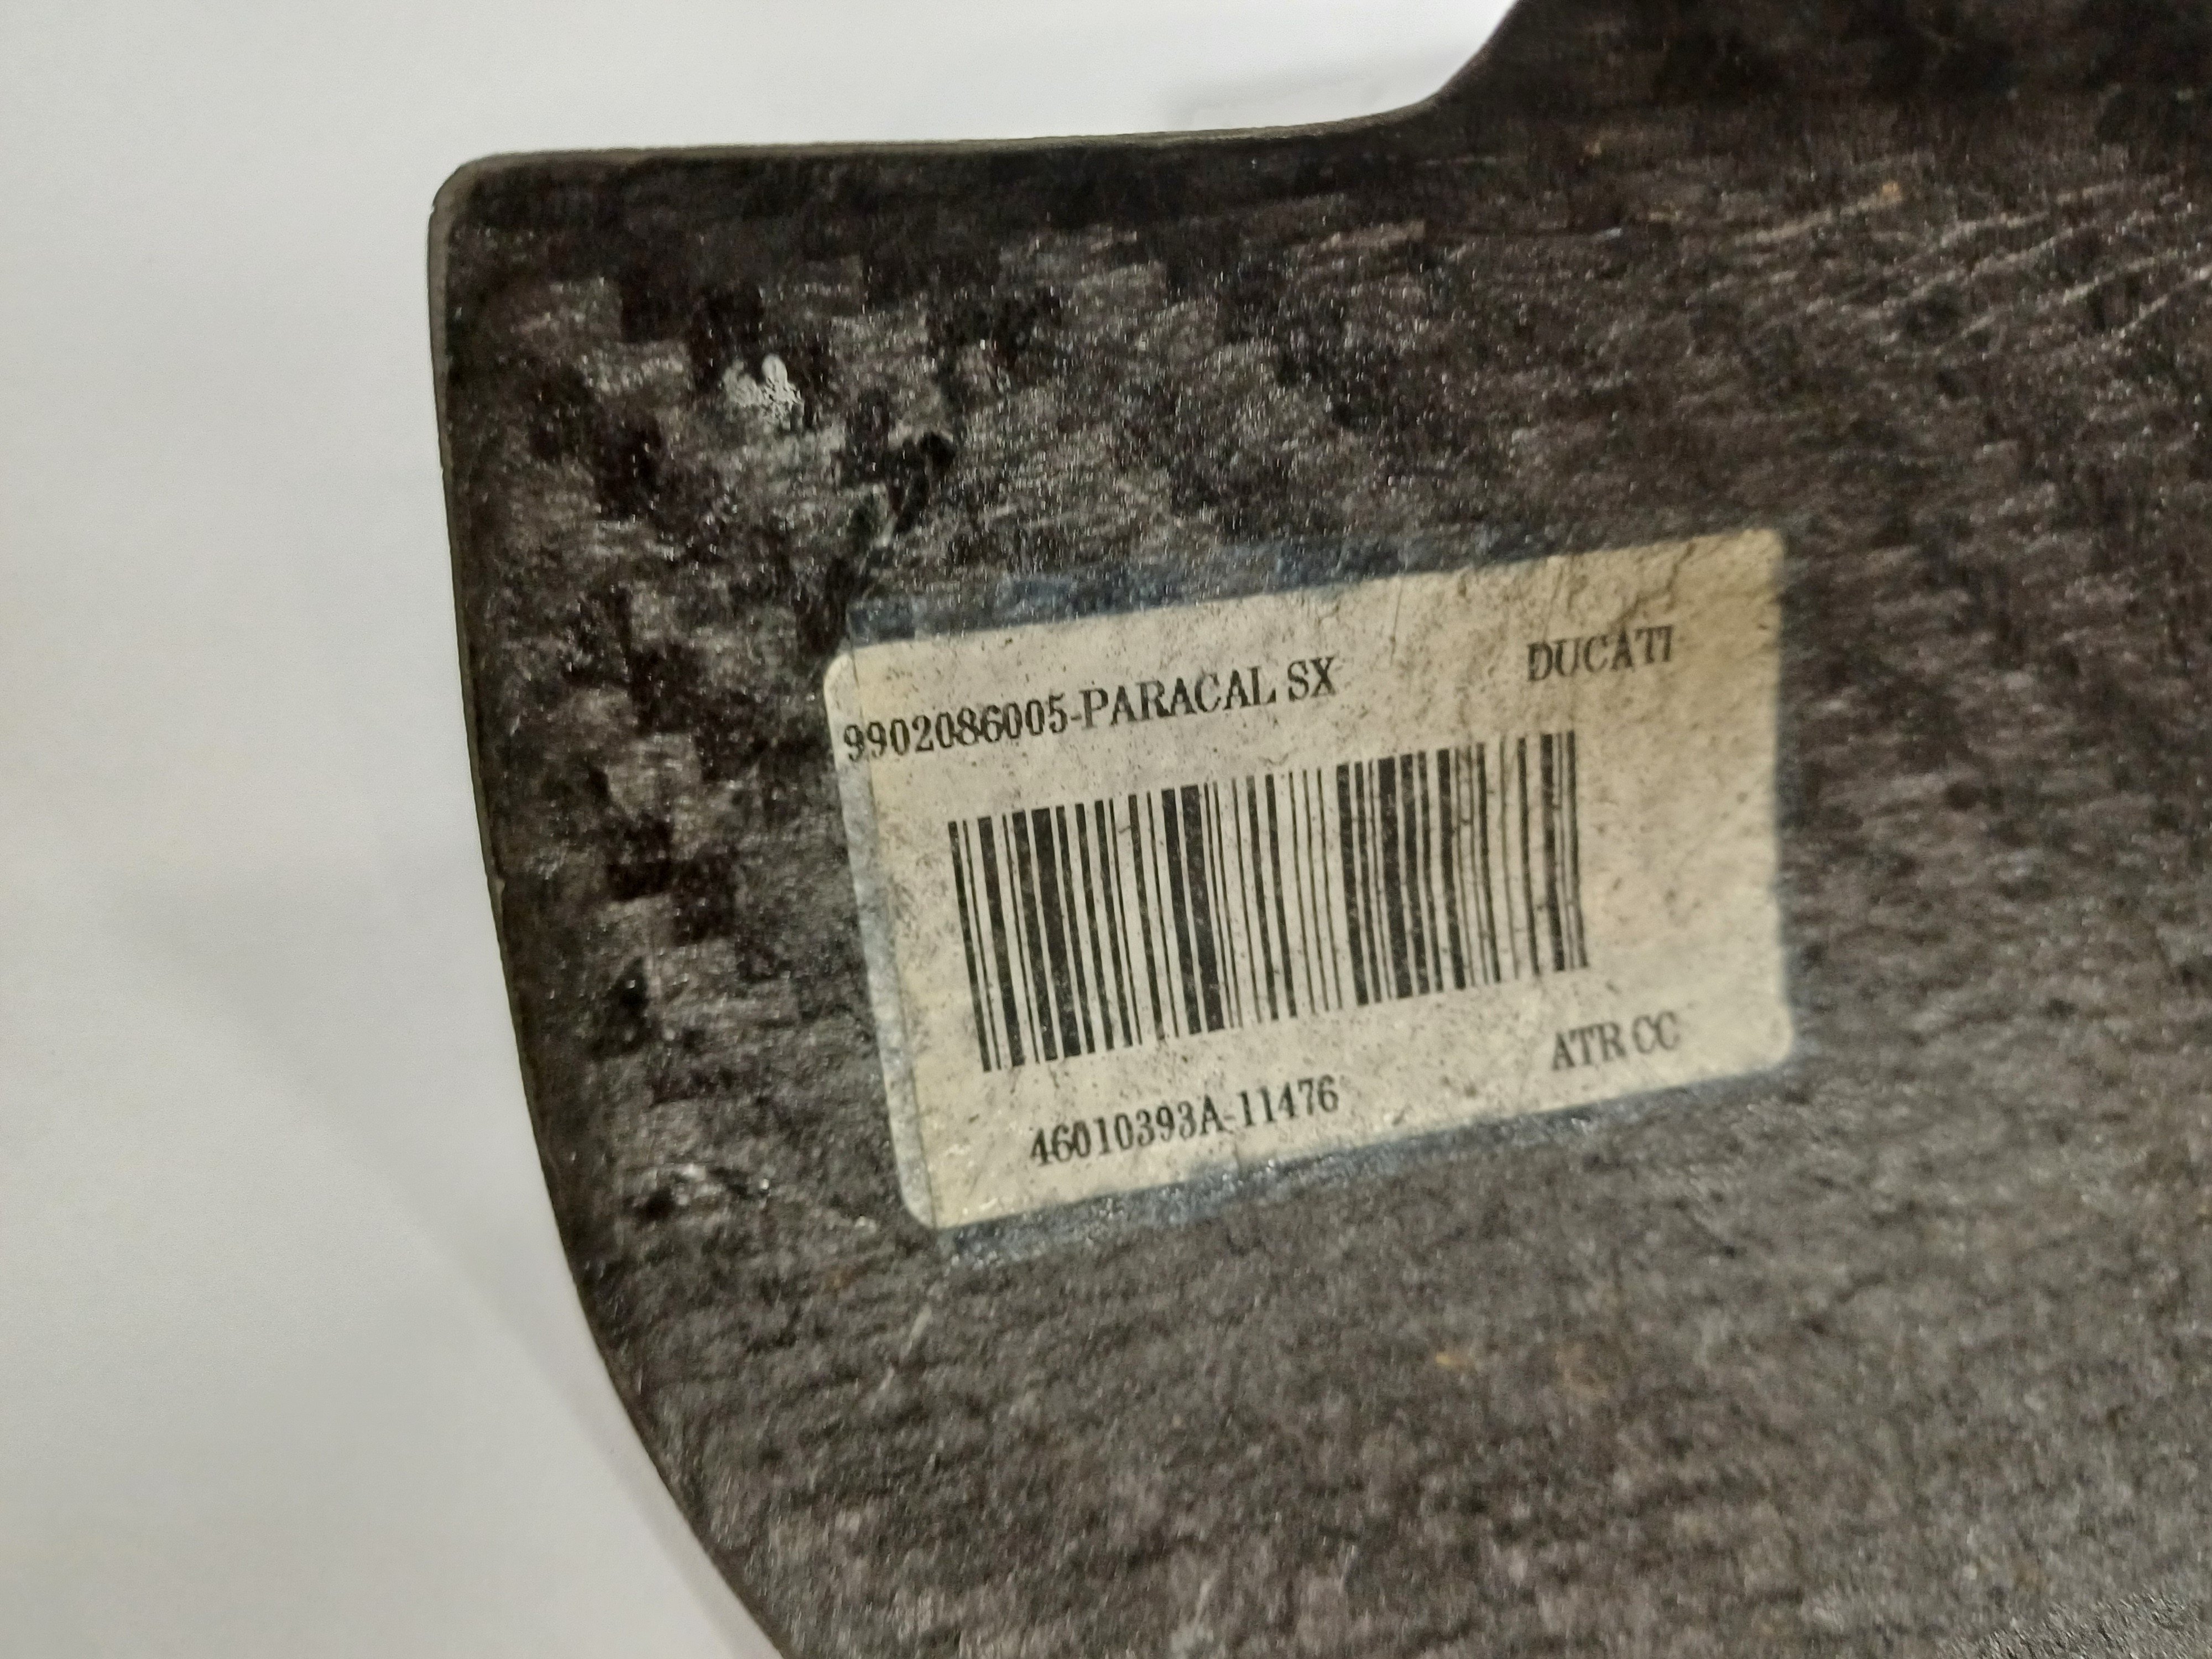 9902086005-PARACAL SX DUCATI
46010393A-11476 ATR CC